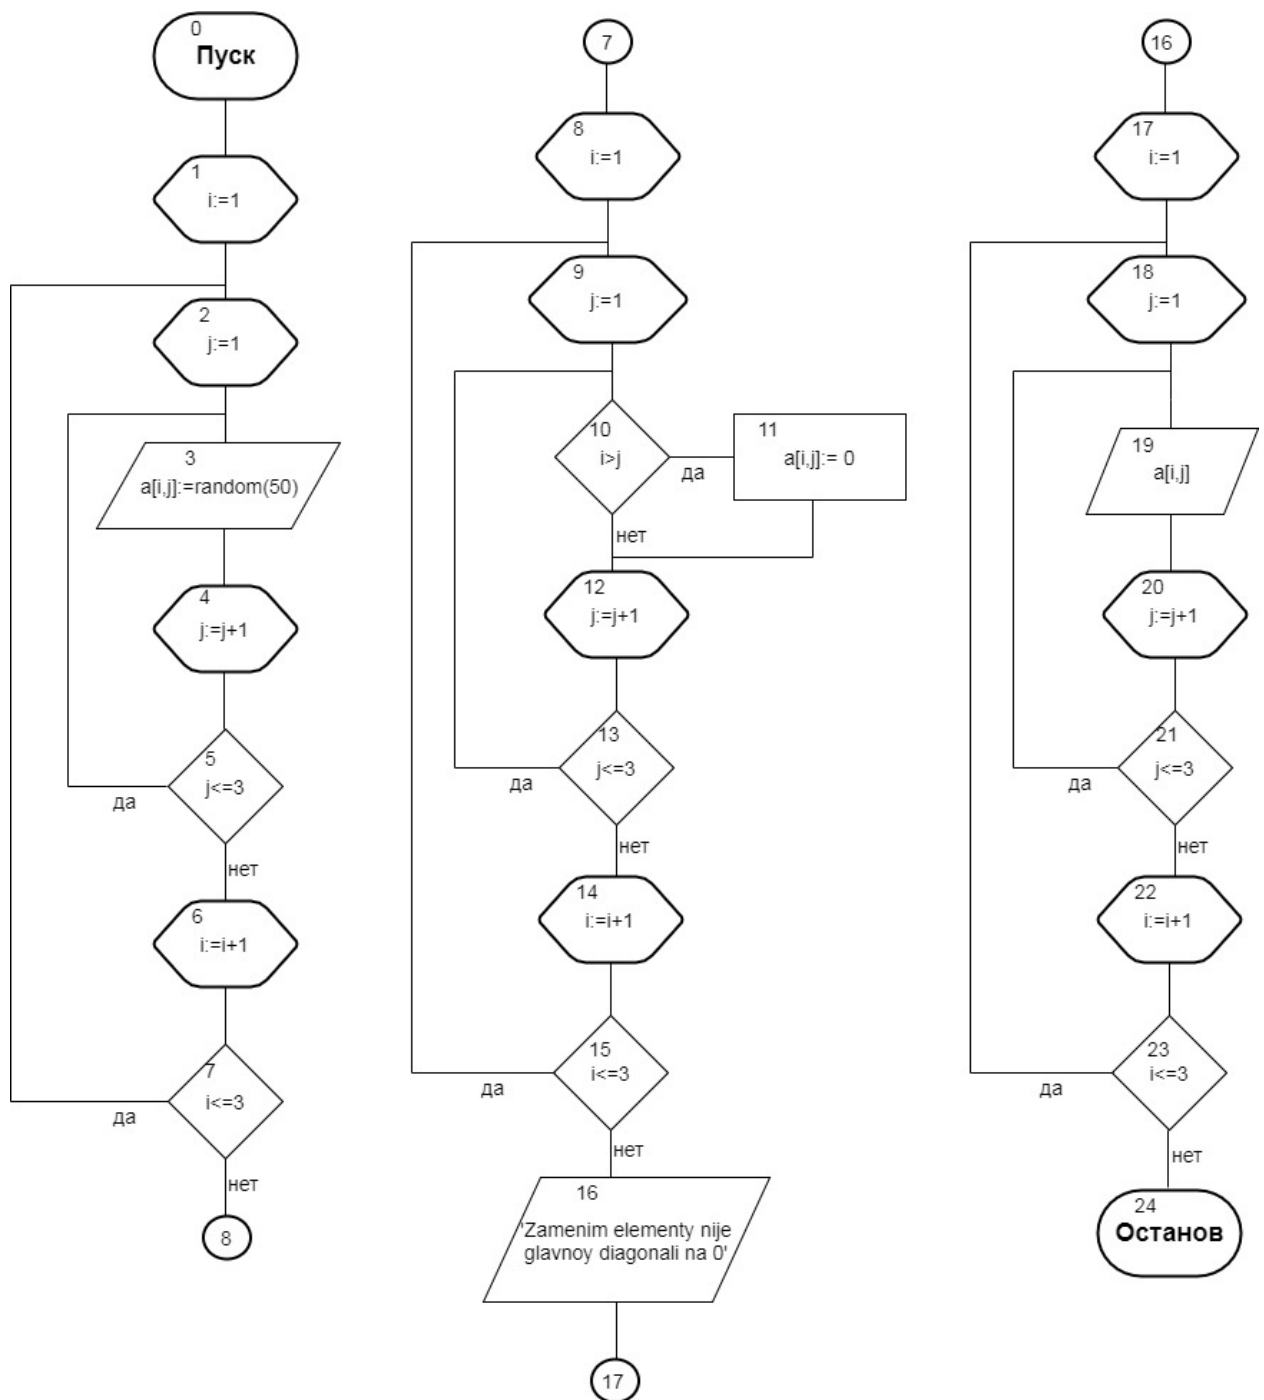 0
Пуск
1
i:=1
2
j:=1
3
a[i,j]:=random(50)
4
j:=j+1
5
j<=3
да
нет
6
i:=i+1
7
i<=3
да
нет
8
7
8
i:=1
9
j:=1
10
i>j
да
11
a[i,j]:= 0
нет
12
j:=j+1
13
j<=3
да
нет
14
i:=i+1
15
i<=3
да
нет
16
'Zamenim elementy nije
glavnoy diagonali na 0'
17
16
17
i:=1
18
j:=1
19
a[i,j]
20
j:=j+1
21
j<=3
да
нет
22
i:=i+1
23
i<=3
да
нет
24
Останов